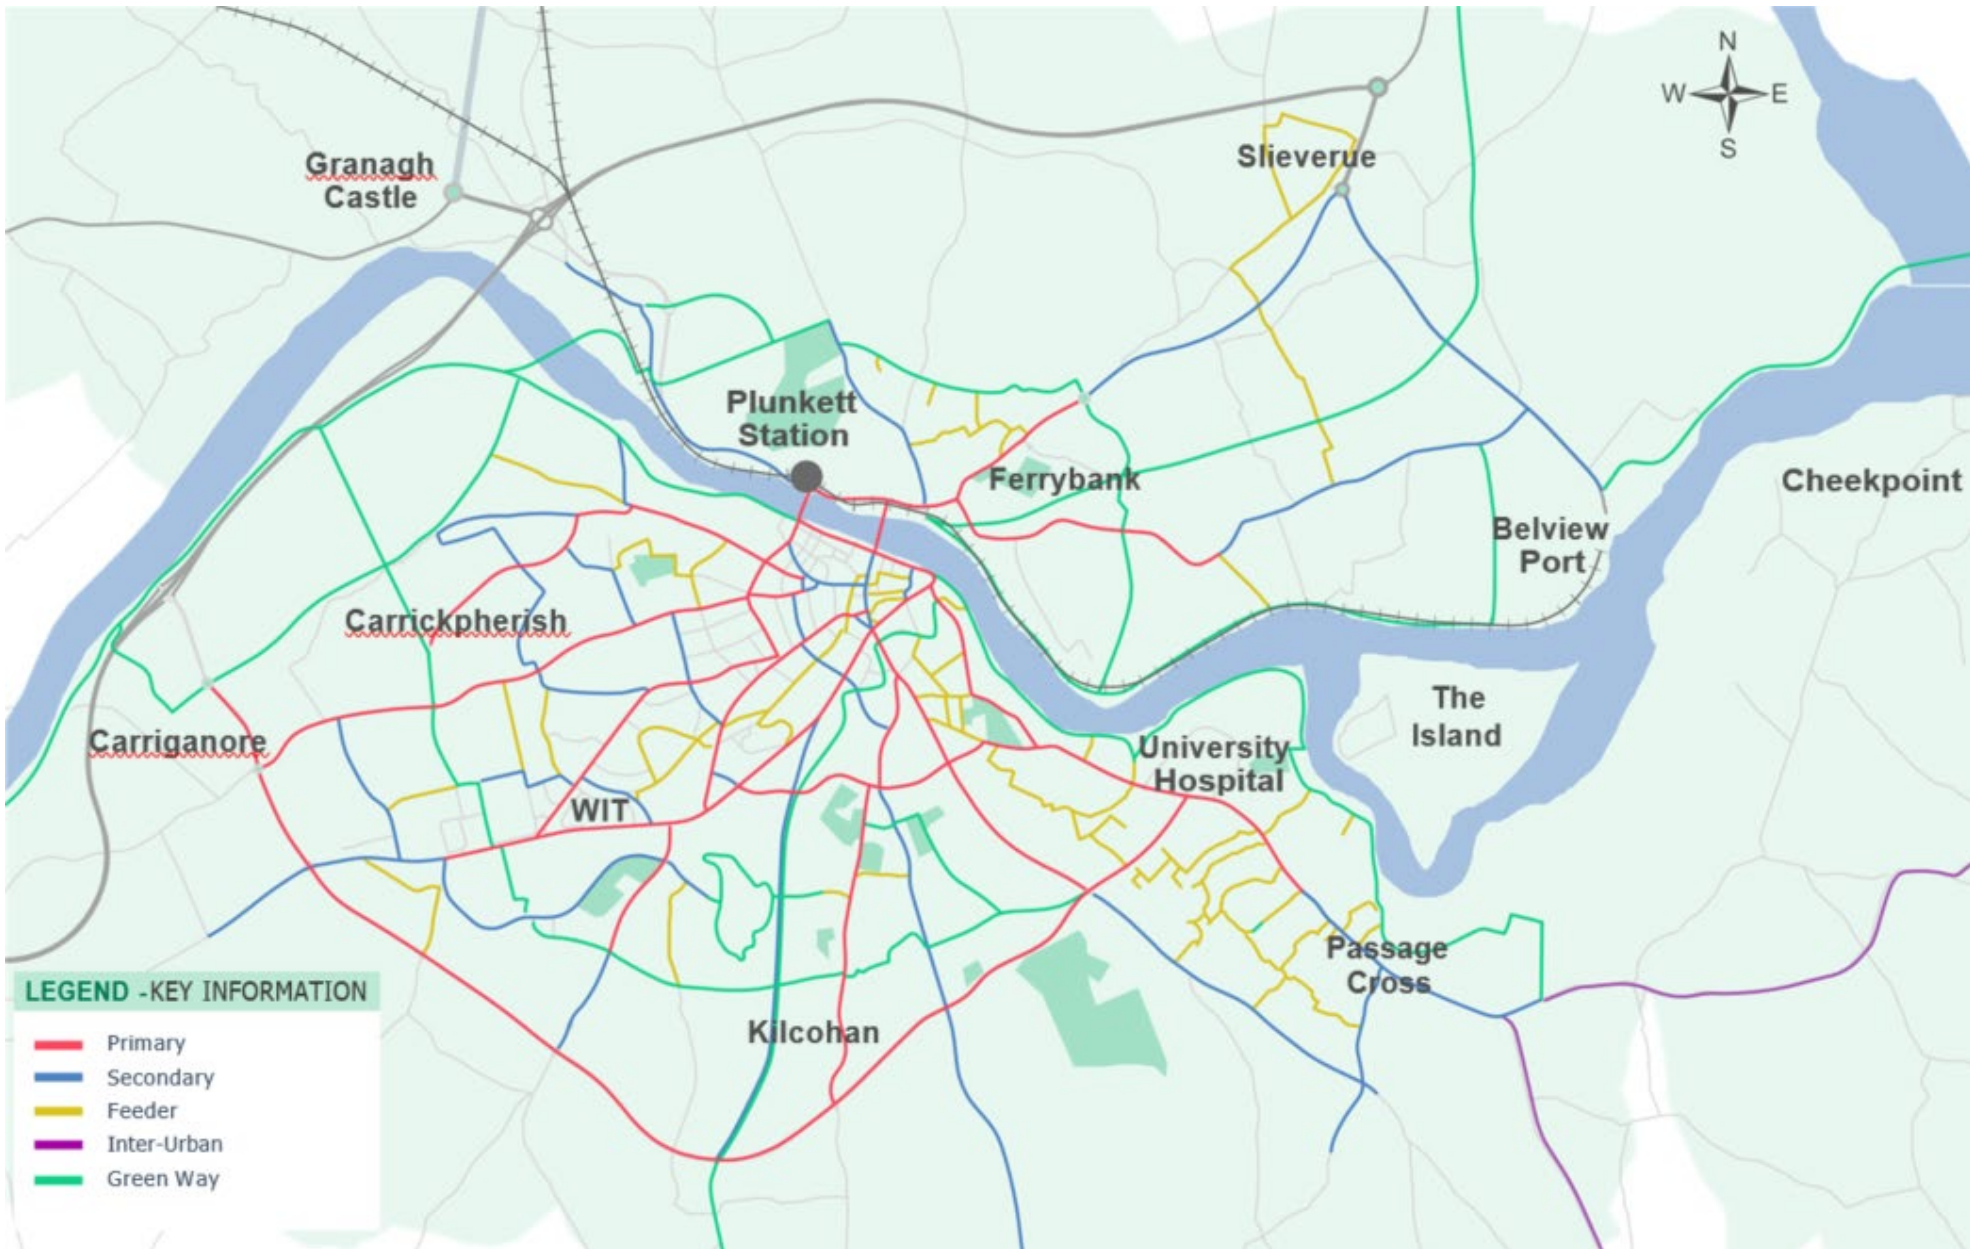 N
W E
S
Granagh
Castle
Slieverue
Plunkett
Station
Ferrybank
Cheekpoint
Belview
Port
Carrickpherish
The
Island
Carriganore
University
Hospital
WIT
Passage
Cross
Kilcohan
LEGEND -KEY INFORMATION
Primary
Secondary
Feeder
Inter-Urban
Green Way